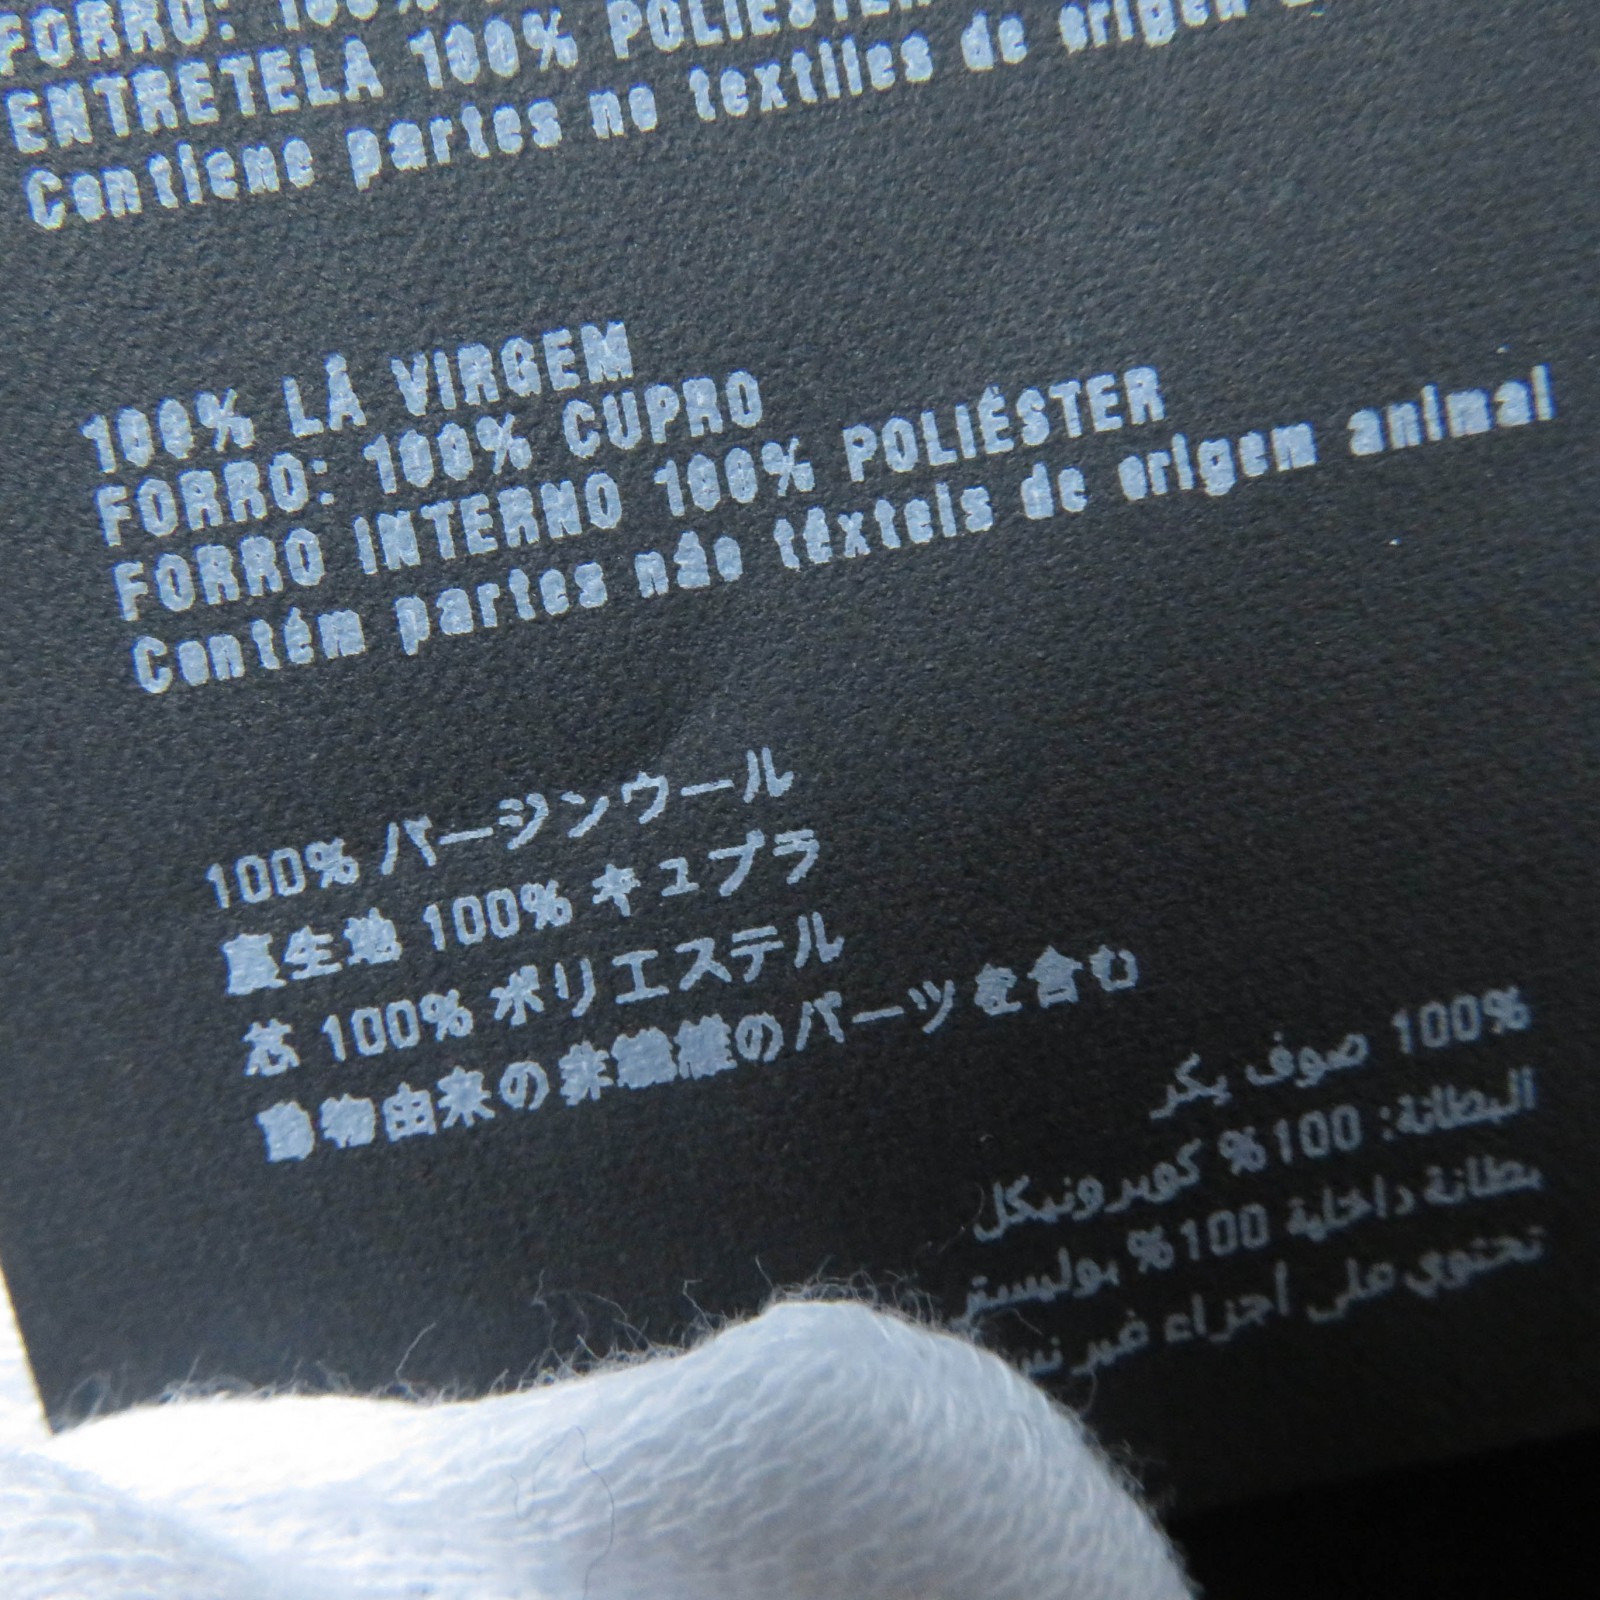 FORRO: 100%
ENTRETELA 100% POLIÉSTER
Contiene partes no textiles de origen
100% LÃ VIRGEM
FORRO: 100% CUPRO
FORRO INTERNO 100% POLIÉSTER
Contém partes não têxteis de origem animal
100% バージンウール
裏生地 100% キュプラ
芯 100% ポリエステル
動物由来の非繊維のパーツを含む
100% صوف بكر
البطانة: 100% كوبرونيكل
بطانة داخلية 100% بوليستر
تحتوي على أجزاء غير